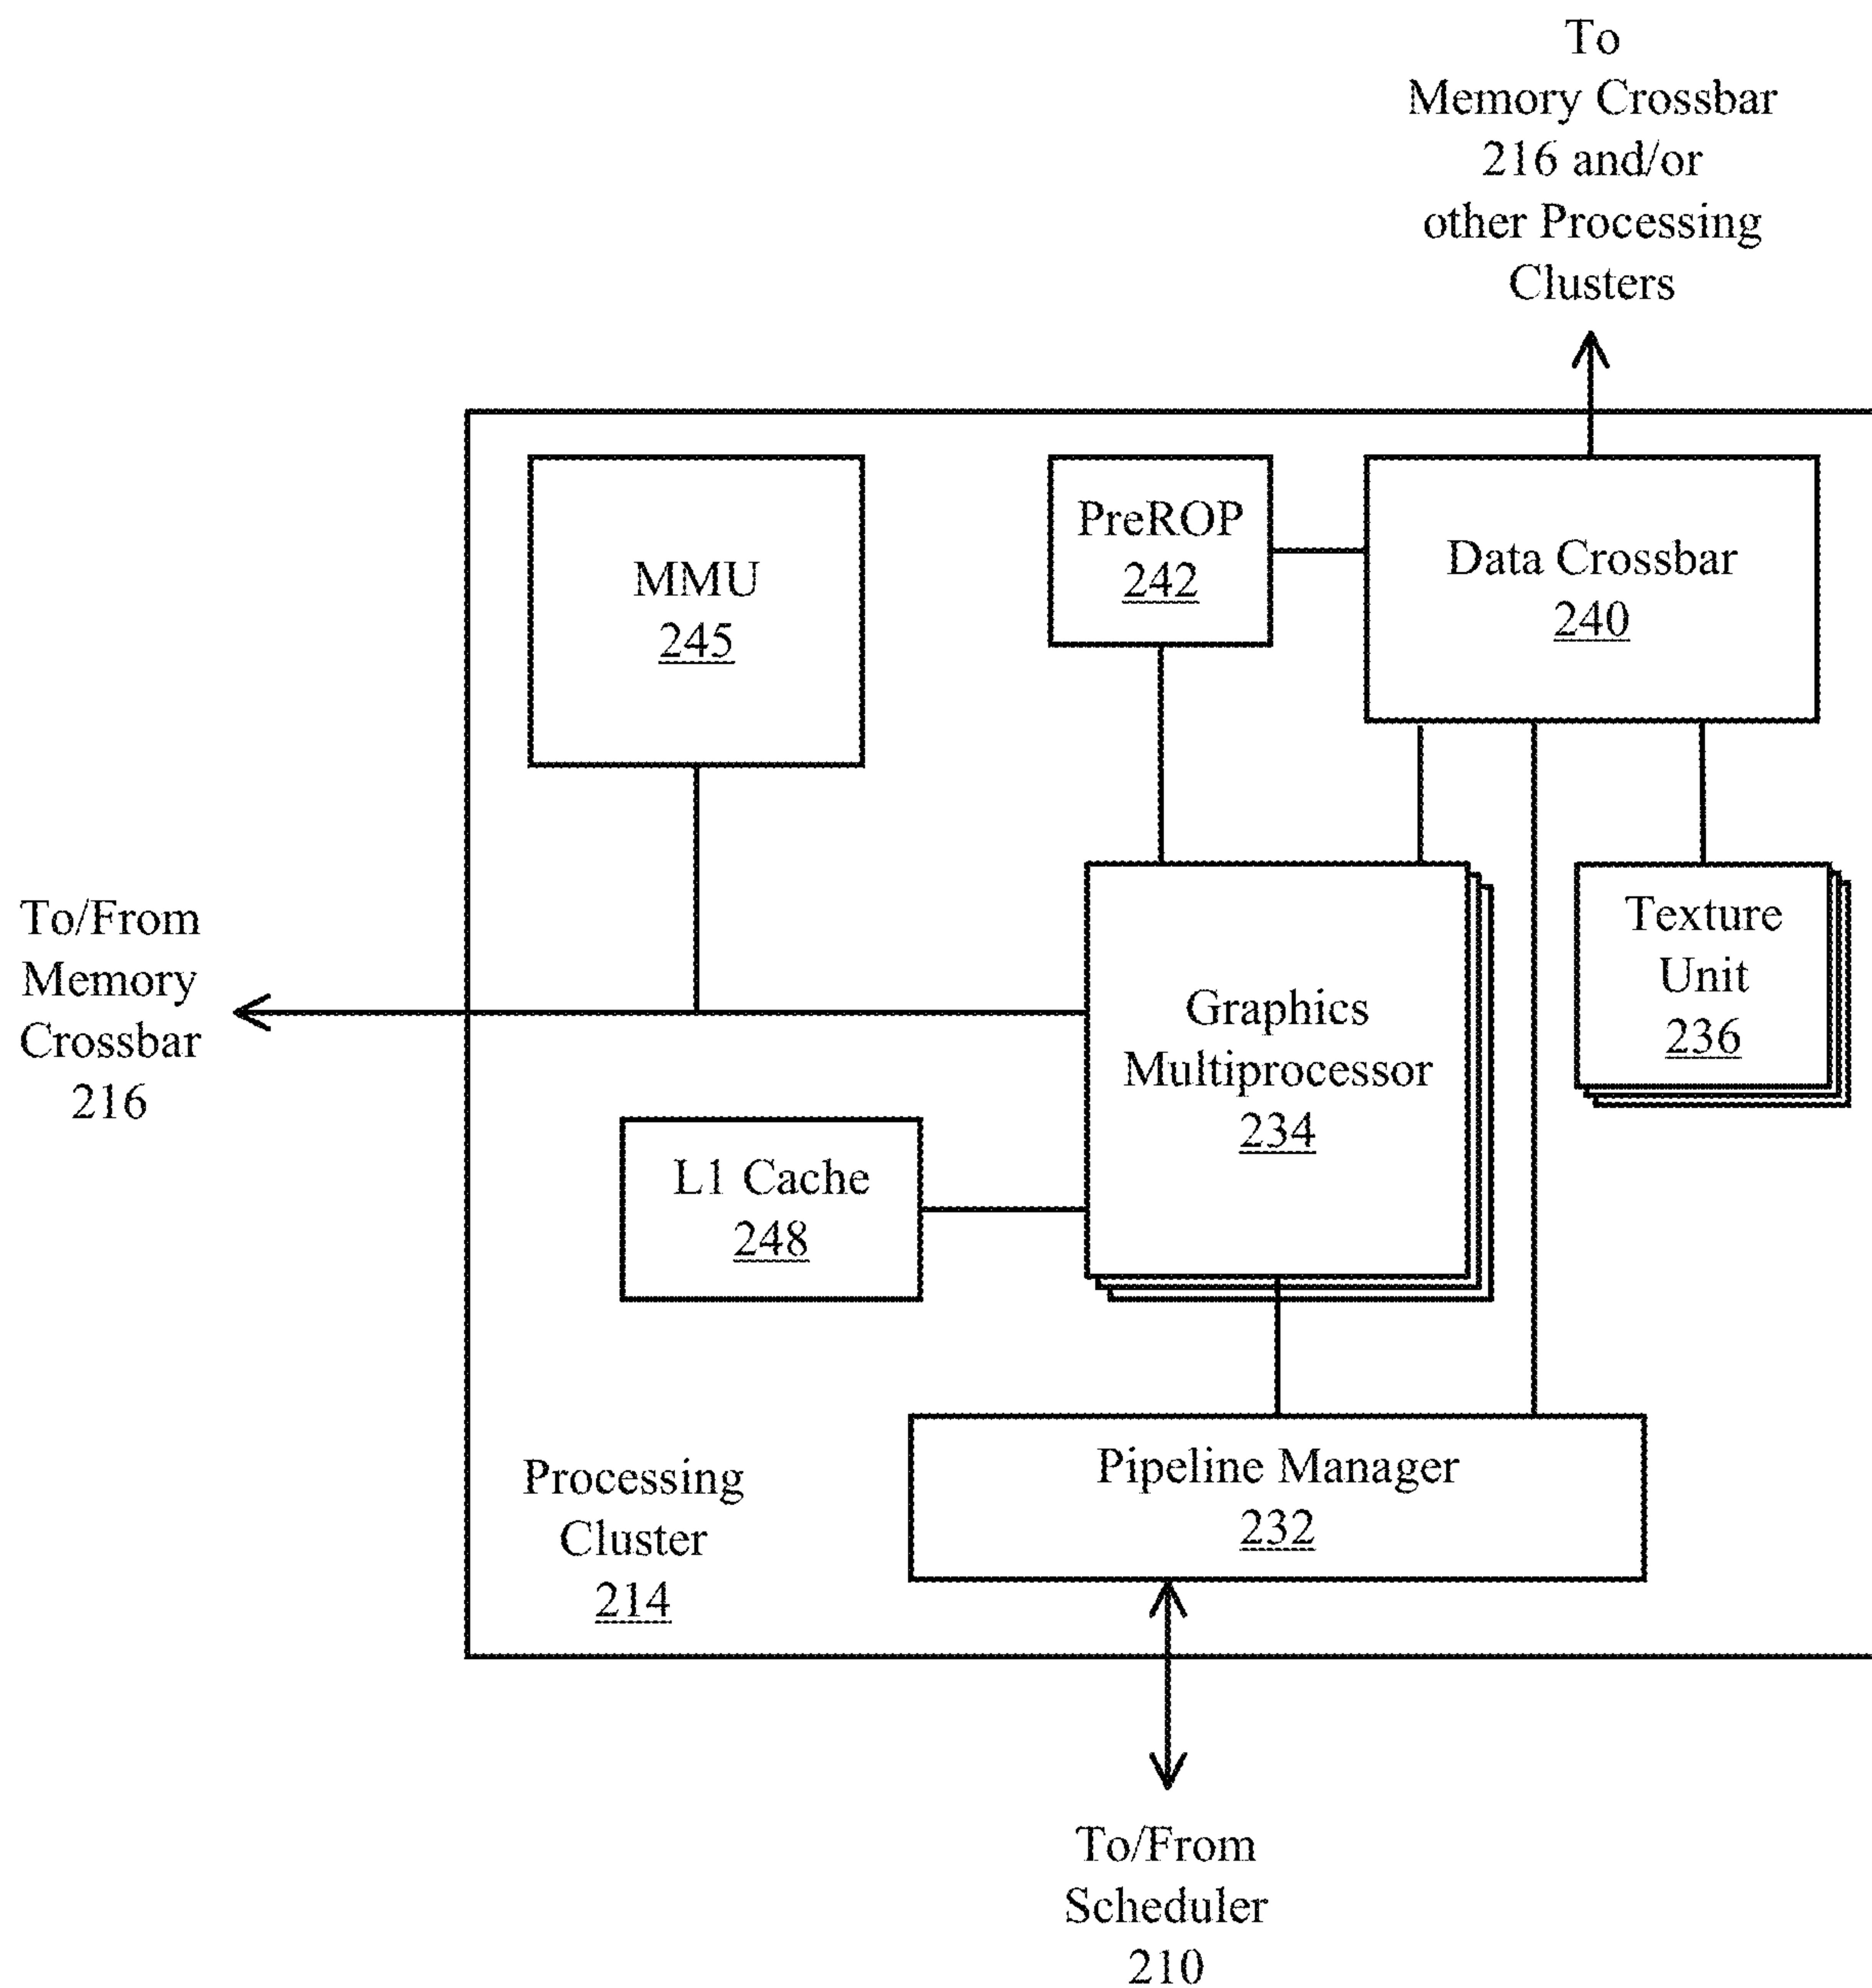 To
Memory Crossbar
216 and/or
other Processing
Clusters
MMU
245
PreROP
242
Data Crossbar
240
To/From
Memory
Crossbar
216
Graphics
Multiprocessor
234
Texture
Unit
236
L1 Cache
248
Pipeline Manager
232
Processing
Cluster
214
To/From
Scheduler
210